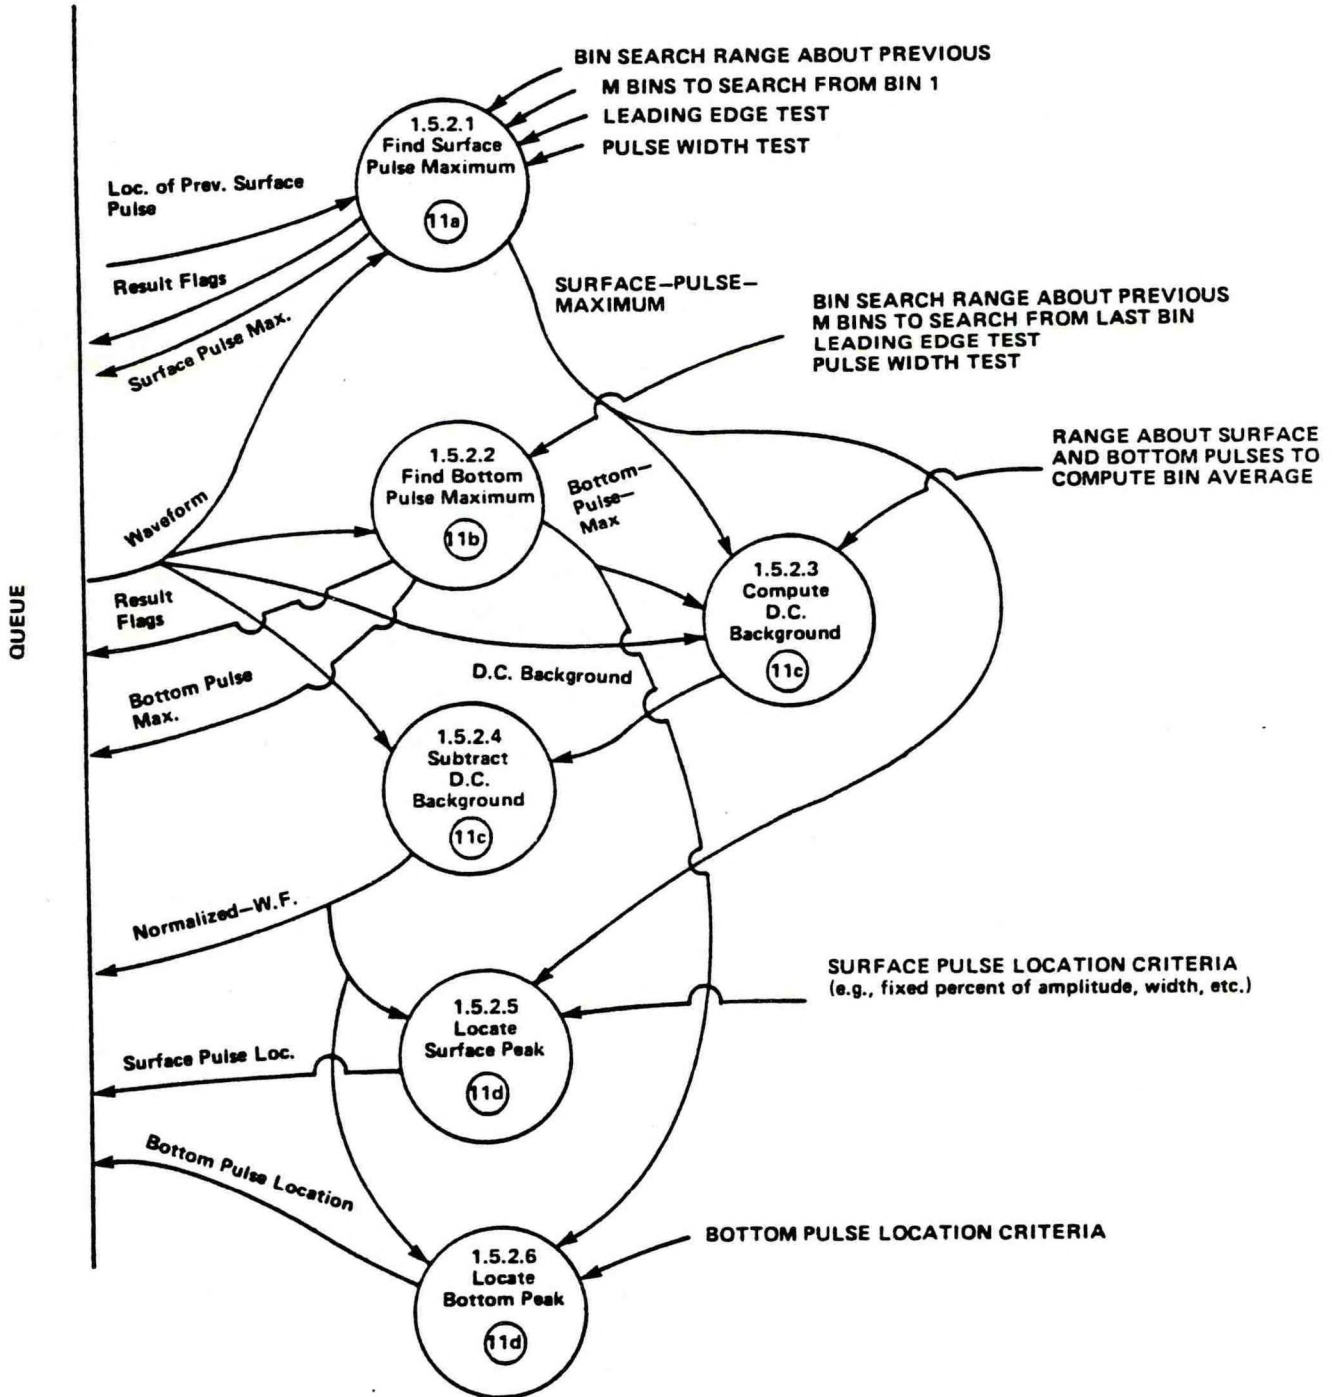 BIN SEARCH RANGE ABOUT PREVIOUS
M BINS TO SEARCH FROM BIN 1
LEADING EDGE TEST
PULSE WIDTH TEST
1.5.2.1
Find Surface
Pulse Maximum
11a
Loc. of Prev. Surface
Pulse
Result Flags
Surface Pulse Max.
SURFACE–PULSE–
MAXIMUM
BIN SEARCH RANGE ABOUT PREVIOUS
M BINS TO SEARCH FROM LAST BIN
LEADING EDGE TEST
PULSE WIDTH TEST
RANGE ABOUT SURFACE
AND BOTTOM PULSES TO
COMPUTE BIN AVERAGE
1.5.2.2
Find Bottom
Pulse Maximum
11b
Bottom–
Pulse–
Max
Waveform
QUEUE
Result
Flags
1.5.2.3
Compute
D.C.
Background
11c
D.C. Background
Bottom Pulse
Max.
1.5.2.4
Subtract
D.C.
Background
11c
Normalized–W.F.
SURFACE PULSE LOCATION CRITERIA
(e.g., fixed percent of amplitude, width, etc.)
1.5.2.5
Locate
Surface Peak
11d
Surface Pulse Loc.
Bottom Pulse Location
BOTTOM PULSE LOCATION CRITERIA
1.5.2.6
Locate
Bottom Peak
11d